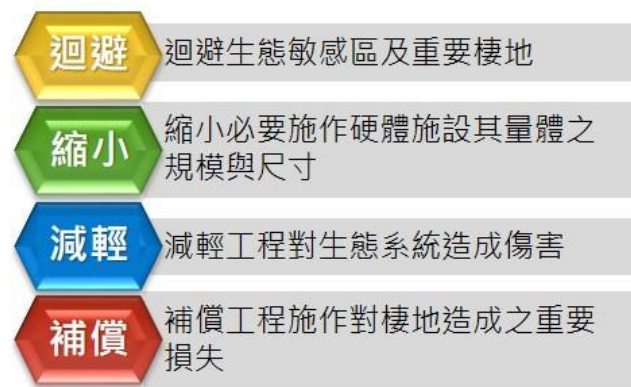 迴避
迴避生態敏感區及重要棲地
縮小
縮小必要施作硬體施設其量體之
規模與尺寸
減輕
減輕工程對生態系統造成傷害
補償
補償工程施作對棲地造成之重要
損失